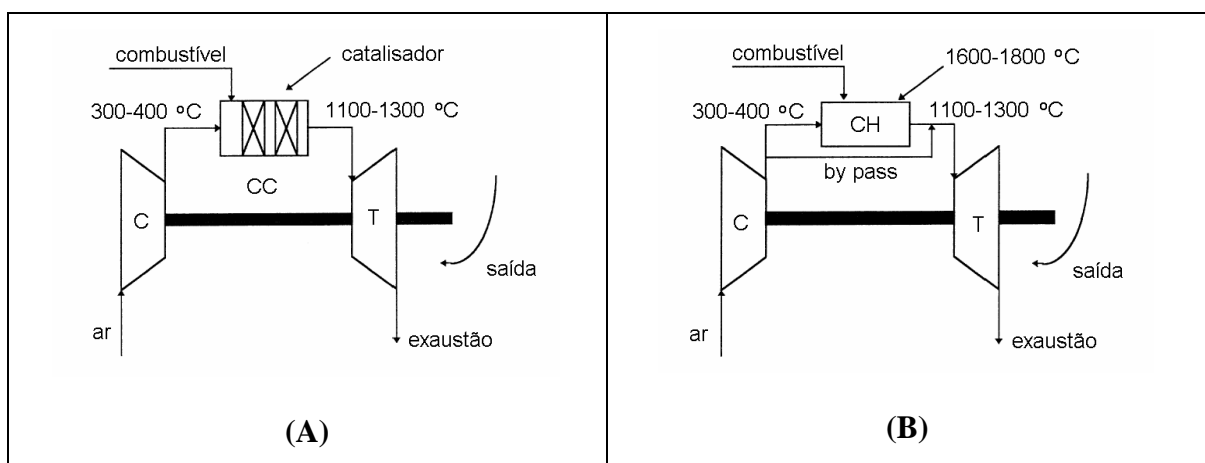 combustível
catalisador
300-400 ºC
1100-1300 ºC
CC
C
T
saída
ar
exaustão
(A)
combustível
1600-1800 ºC
300-400 ºC
1100-1300 ºC
CH
by pass
C
T
saída
ar
exaustão
(B)